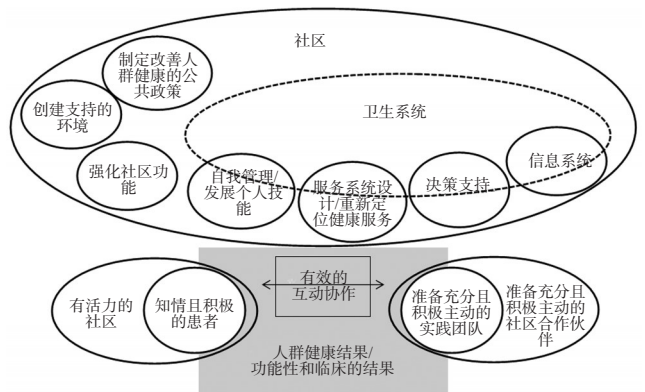 社区
制定改善人
群健康的公
共政策
卫生系统
创建支持的
环境
强化社区功
能
自我管理/
发展个人技
能
服务系统设
计/重新定
位健康服务
决策支持
信息系统
有活力的
社区
知情且积极
的患者
有效的
互动协作
准备充分且
积极主动的
实践团队
准备充分且
积极主动的
社区合作伙
伴
人群健康结果/
功能性和临床的结果